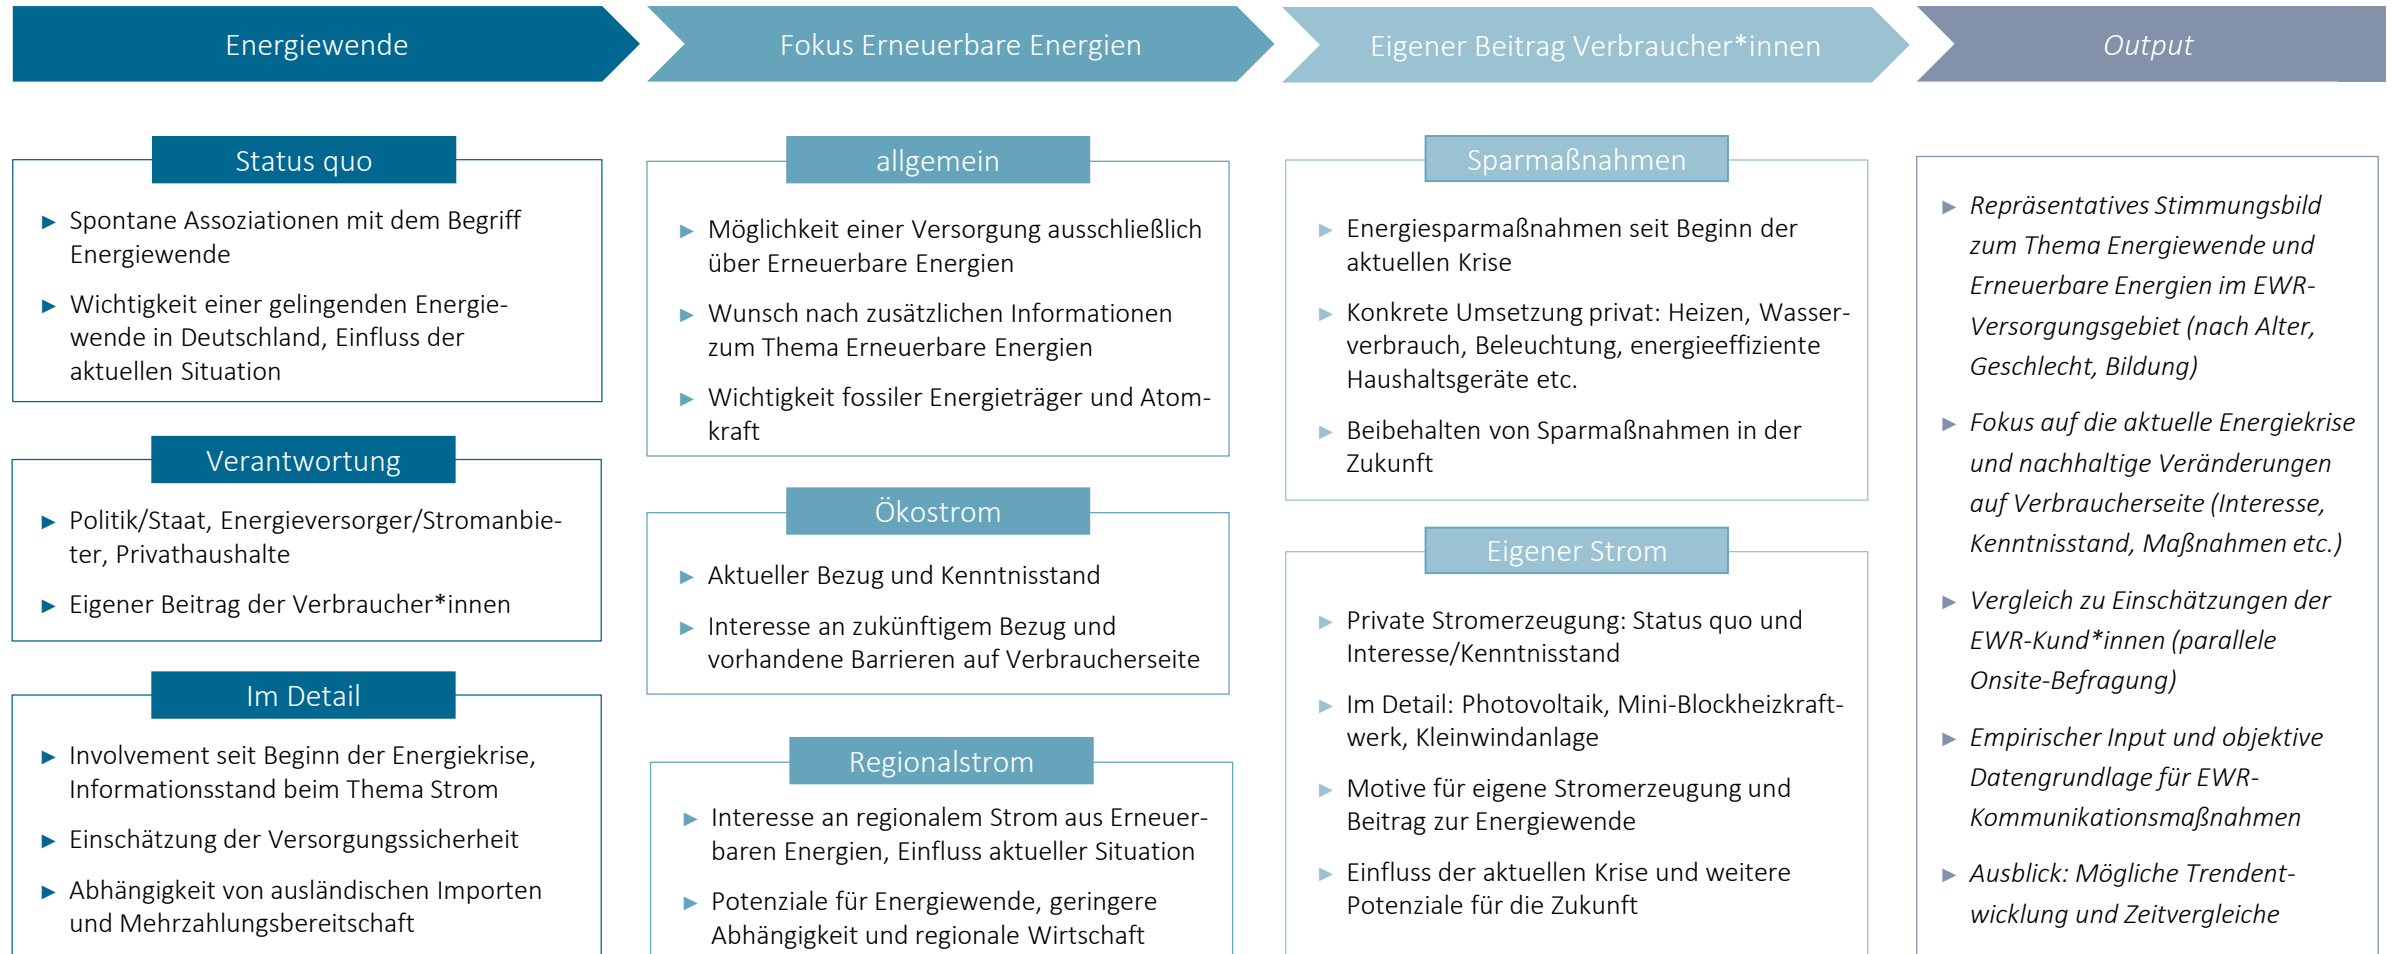 Energiewende
Fokus Erneuerbare Energien
Eigener Beitrag Verbraucher*innen
Output
Status quo
► Spontane Assoziationen mit dem Begriff
Energiewende
► Wichtigkeit einer gelingenden Energie-
wende in Deutschland, Einfluss der
aktuellen Situation
Verantwortung
► Politik/Staat, Energieversorger/Stromanbie-
ter, Privathaushalte
► Eigener Beitrag der Verbraucher*innen
Im Detail
► Involvement seit Beginn der Energiekrise,
Informationsstand beim Thema Strom
► Einschätzung der Versorgungssicherheit
► Abhängigkeit von ausländischen Importen
und Mehrzahlungsbereitschaft
allgemein
► Möglichkeit einer Versorgung ausschließlich
über Erneuerbare Energien
► Wunsch nach zusätzlichen Informationen
zum Thema Erneuerbare Energien
► Wichtigkeit fossiler Energieträger und Atom-
kraft
Ökostrom
► Aktueller Bezug und Kenntnisstand
► Interesse an zukünftigem Bezug und
vorhandene Barrieren auf Verbraucherseite
Regionalstrom
► Interesse an regionalem Strom aus Erneuer-
baren Energien, Einfluss aktueller Situation
► Potenziale für Energiewende, geringere
Abhängigkeit und regionale Wirtschaft
Sparmaßnahmen
► Energiesparmaßnahmen seit Beginn der
aktuellen Krise
► Konkrete Umsetzung privat: Heizen, Wasser-
verbrauch, Beleuchtung, energieeffiziente
Haushaltsgeräte etc.
► Beibehalten von Sparmaßnahmen in der
Zukunft
Eigener Strom
► Private Stromerzeugung: Status quo und
Interesse/Kenntnisstand
► Im Detail: Photovoltaik, Mini-Blockheizkraft-
werk, Kleinwindanlage
► Motive für eigene Stromerzeugung und
Beitrag zur Energiewende
► Einfluss der aktuellen Krise und weitere
Potenziale für die Zukunft
► Repräsentatives Stimmungsbild
zum Thema Energiewende und
Erneuerbare Energien im EWR-
Versorgungsgebiet (nach Alter,
Geschlecht, Bildung)
► Fokus auf die aktuelle Energiekrise
und nachhaltige Veränderungen
auf Verbraucherseite (Interesse,
Kenntnisstand, Maßnahmen etc.)
► Vergleich zu Einschätzungen der
EWR-Kund*innen (parallele
Onsite-Befragung)
► Empirischer Input und objektive
Datengrundlage für EWR-
Kommunikationsmaßnahmen
► Ausblick: Mögliche Trendent-
wicklung und Zeitvergleiche